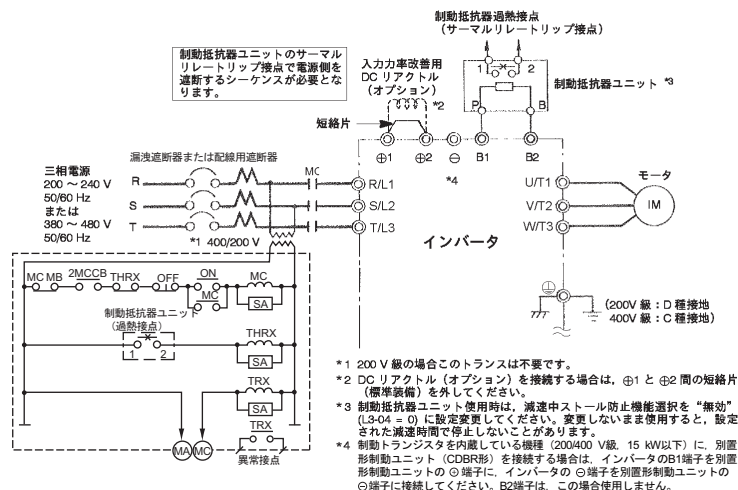 制動抵抗器過熱接点
(サーマルリレートリップ接点)
制動抵抗器ユニットのサーマル
リレートリップ接点で電源側を
遮断するシーケンスが必要とな
ります。
入力力率改善用
DC リアクトル
(オプション)
*2
1 2
制動抵抗器ユニット *3
P B
短絡片
⊕1 ⊕2 ⊖ B1 B2
*4
漏洩遮断器または配線用遮断器
三相電源
200 ~ 240 V
50/60 Hz
または
380 ~ 480 V
50/60 Hz
R
S
T
MC
R/L1
S/L2
T/L3
*1 400/200 V
インバータ
U/T1
V/T2
W/T3
モータ
IM
(200V 級:D 種接地
400V 級:C 種接地)
MC MB 2MCCB THRX OFF ON MC
MC
SA
制動抵抗器ユニット
(過熱接点)
1 2
THRX
SA
TRX
SA
TRX
MA MC
異常接点
*1 200 V 級の場合このトランスは不要です。
*2 DC リアクトル(オプション)を接続する場合は,⊕1 と ⊕2 間の短絡片
(標準装備)を外してください。
*3 制動抵抗器ユニット使用時は,減速中ストール防止機能選択を“無効”
(L3-04 = 0) に設定変更してください。変更しないまま使用すると,設定
された減速時間で停止しないことがあります。
*4 制動トランジスタを内蔵している機種(200/400 V級, 15 kW以下)に, 別置
形制動ユニット(CDBR形)を接続する場合は, インバータのB1端子を別置
形制動ユニットの ⊕端子に, インバータの ⊖端子を別置形制動ユニットの
⊖端子に接続してください。B2端子は, この場合使用しません。